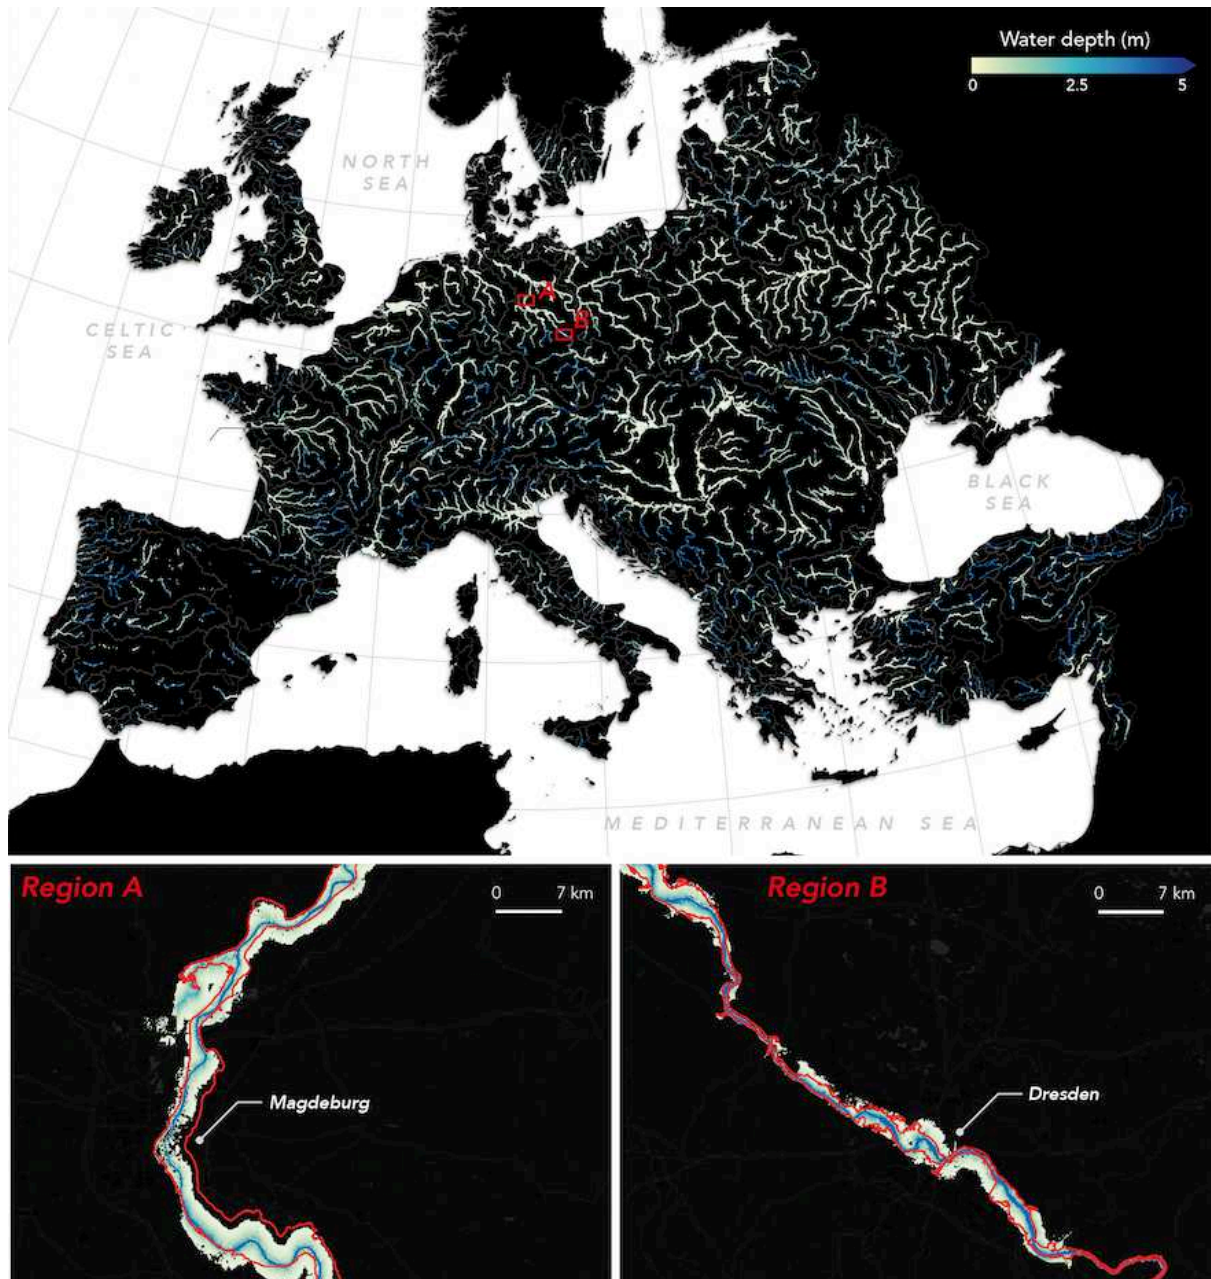 Water depth (m)
0 2.5 5
NORTH
SEA
A
B
CELTIC
SEA
BLACK
SEA
MEDITERRANEAN SEA
Region A
0 7 km
Magdeburg
Region B
0 7 km
Dresden